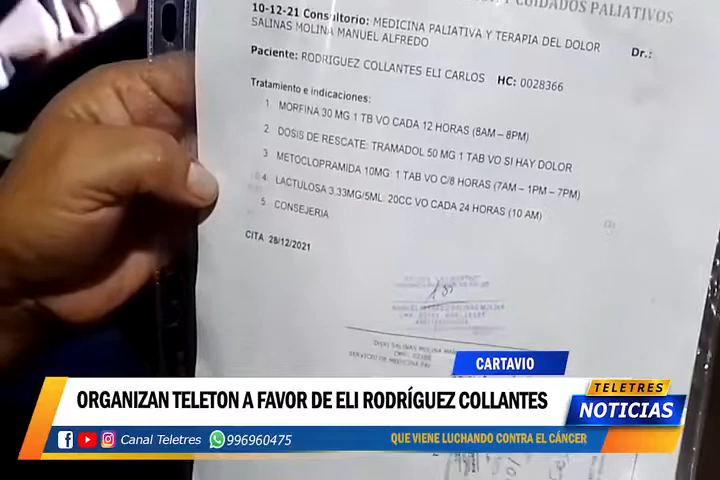 CUIDADOS PALIATIVOS
10-12-21 Consultorio: MEDICINA PALIATIVA Y TERAPIA DEL DOLOR Dr.:
SALINAS MOLINA MANUEL ALFREDO
Paciente: RODRIGUEZ COLLANTES ELI CARLOS HC: 0028366
Tratamiento e indicaciones:
1 MORFINA 30 MG 1 TB VO CADA 12 HORAS (8AM – 8PM)
2 DOSIS DE RESCATE: TRAMADOL 50 MG 1 TAB VO SI HAY DOLOR
3 METOCLOPRAMIDA 10MG: 1 TAB VO C/8 HORAS (7AM – 1PM – 7PM)
4. LACTULOSA 3.33MG/5ML: 20CC VO CADA 24 HORAS (10 AM)
5 CONSEJERIA
CITA 28/12/2021
SALINAS MOLINA
SERVICIO DE MEDICINA
CARTAVIO
ORGANIZAN TELETON A FAVOR DE ELI RODRÍGUEZ COLLANTES
TELETRES
NOTICIAS
Canal Teletres 996960475
QUE VIENE LUCHANDO CONTRA EL CÁNCER